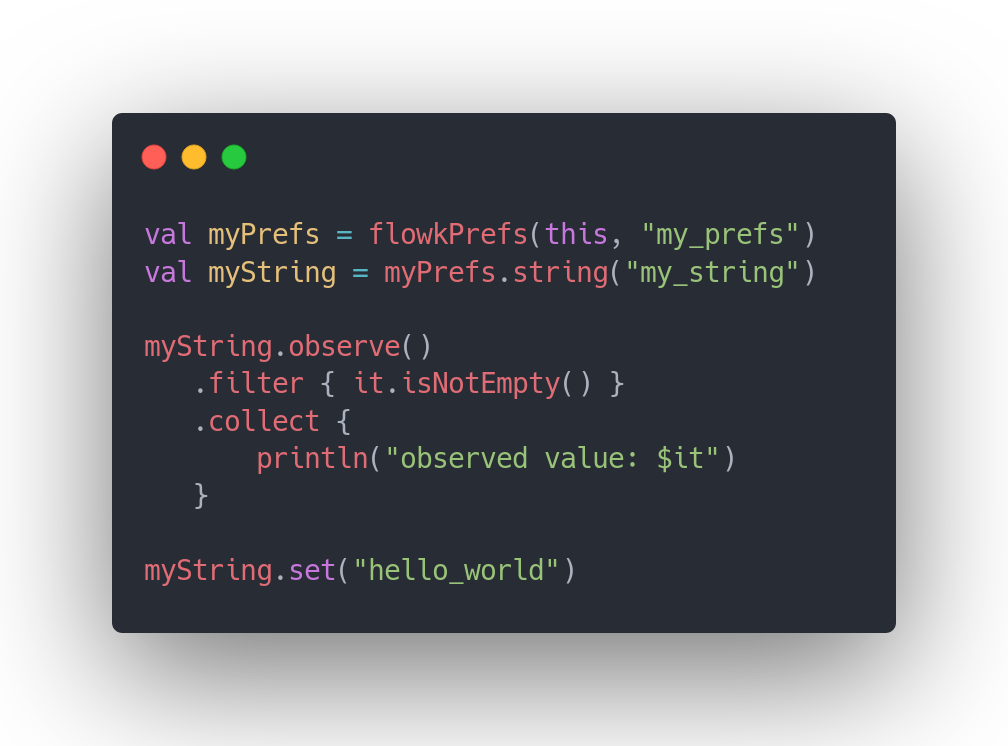 val myPrefs = flowkPrefs(this, "my_prefs")
val myString = myPrefs.string("my_string")

myString.observe()
   .filter { it.isNotEmpty() }
   .collect {
       println("observed value: $it")
   }

myString.set("hello_world")